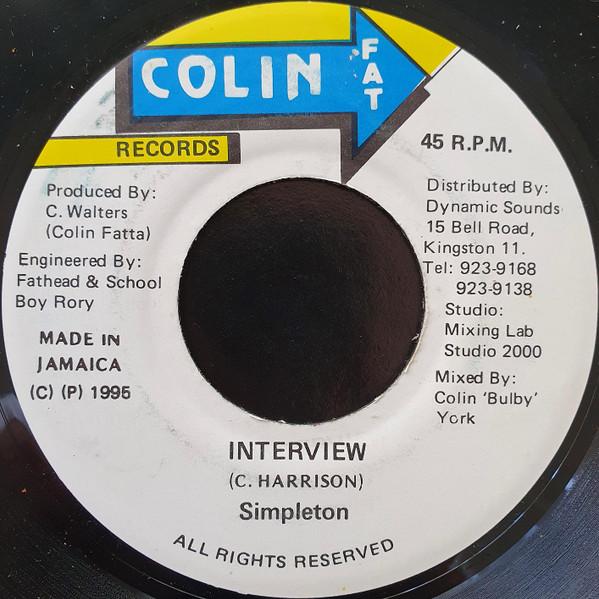 COLIN FAT
RECORDS
45 R.P.M.
Produced By:
C. Walters
(Colin Fatta)
Engineered By:
Fathead & School
Boy Rory
MADE IN
JAMAICA
(C) (P) 1995
Distributed By:
Dynamic Sounds
15 Bell Road,
Kingston 11.
Tel: 923-9168
923-9138
Studio:
Mixing Lab
Studio 2000
Mixed By:
Colin 'Bulby'
York
INTERVIEW
(C. HARRISON)
Simpleton
ALL RIGHTS RESERVED